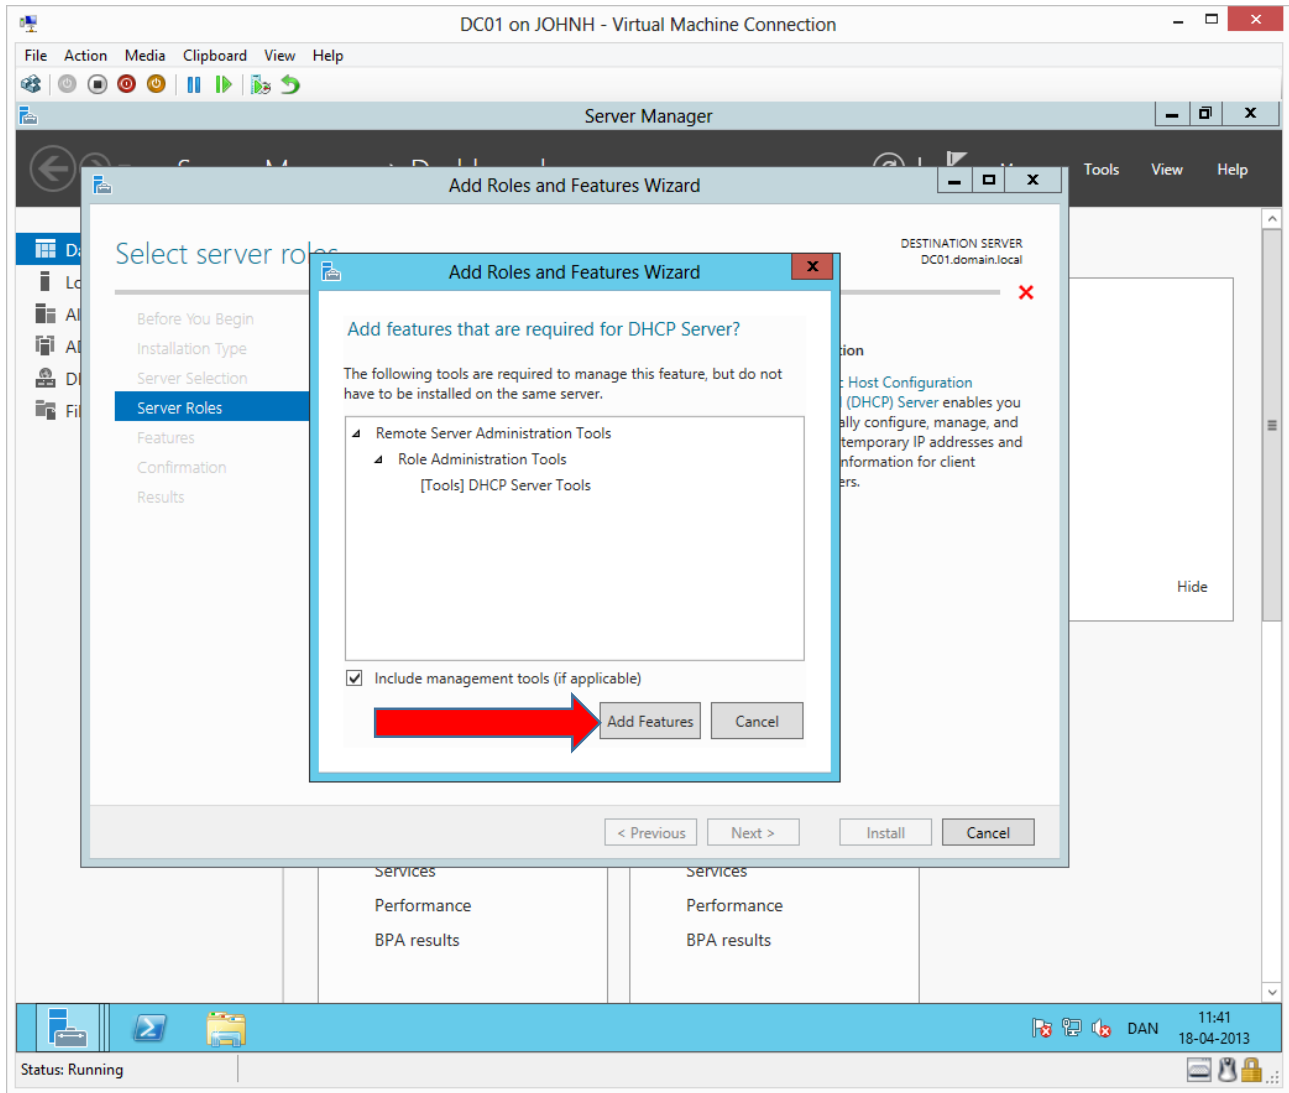 DC01 on JOHNH - Virtual Machine Connection
File Action Media Clipboard View Help
Server Manager
Tools View Help
Add Roles and Features Wizard
Select server
DESTINATION SERVER
DC01.domain.local
Before You Begin
Installation Type
Server Selection
Server Roles
Features
Confirmation
Results
Add Roles and Features Wizard
Add features that are required for DHCP Server?
The following tools are required to manage this feature, but do not
have to be installed on the same server.
Remote Server Administration Tools
Role Administration Tools
[Tools] DHCP Server Tools
Include management tools (if applicable)
Add Features Cancel
Host Configuration
(DHCP) Server enables you
configure, manage, and
temporary IP addresses and
information for client
Hide
< Previous Next > Install Cancel
Services
Performance
BPA results
Services
Performance
BPA results
DAN
11:41
18-04-2013
Status: Running